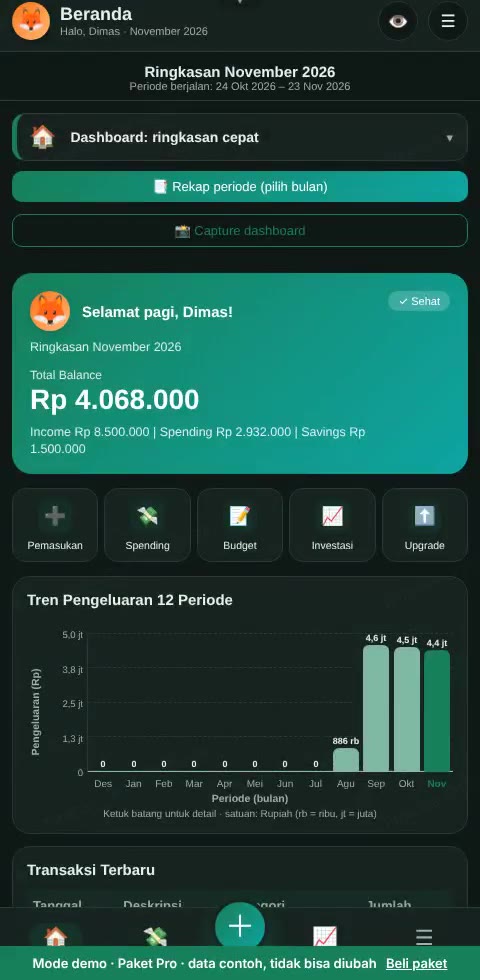 Beranda
Halo, Dimas · November 2026
Ringkasan November 2026
Periode berjalan: 24 Okt 2026 – 23 Nov 2026
Dashboard: ringkasan cepat
Rekap periode (pilih bulan)
Capture dashboard
Selamat pagi, Dimas!
✓ Sehat
Ringkasan November 2026
Total Balance
Rp 4.068.000
Income Rp 8.500.000 | Spending Rp 2.932.000 | Savings Rp
1.500.000
Pemasukan Spending Budget Investasi Upgrade
Tren Pengeluaran 12 Periode
Pengeluaran (Rp)
5,0 jt
3,8 jt
2,5 jt
1,3 jt
0
0 0 0 0 0 0 0 0 886 rb 4,6 jt 4,5 jt 4,4 jt
Des Jan Feb Mar Apr Mei Jun Jul Agu Sep Okt Nov
Periode (bulan)
Ketuk batang untuk detail · satuan: Rupiah (rb = ribu, jt = juta)
Transaksi Terbaru
Tanggal Deskripsi Jumlah
Mode demo · Paket Pro · data contoh, tidak bisa diubah Beli paket